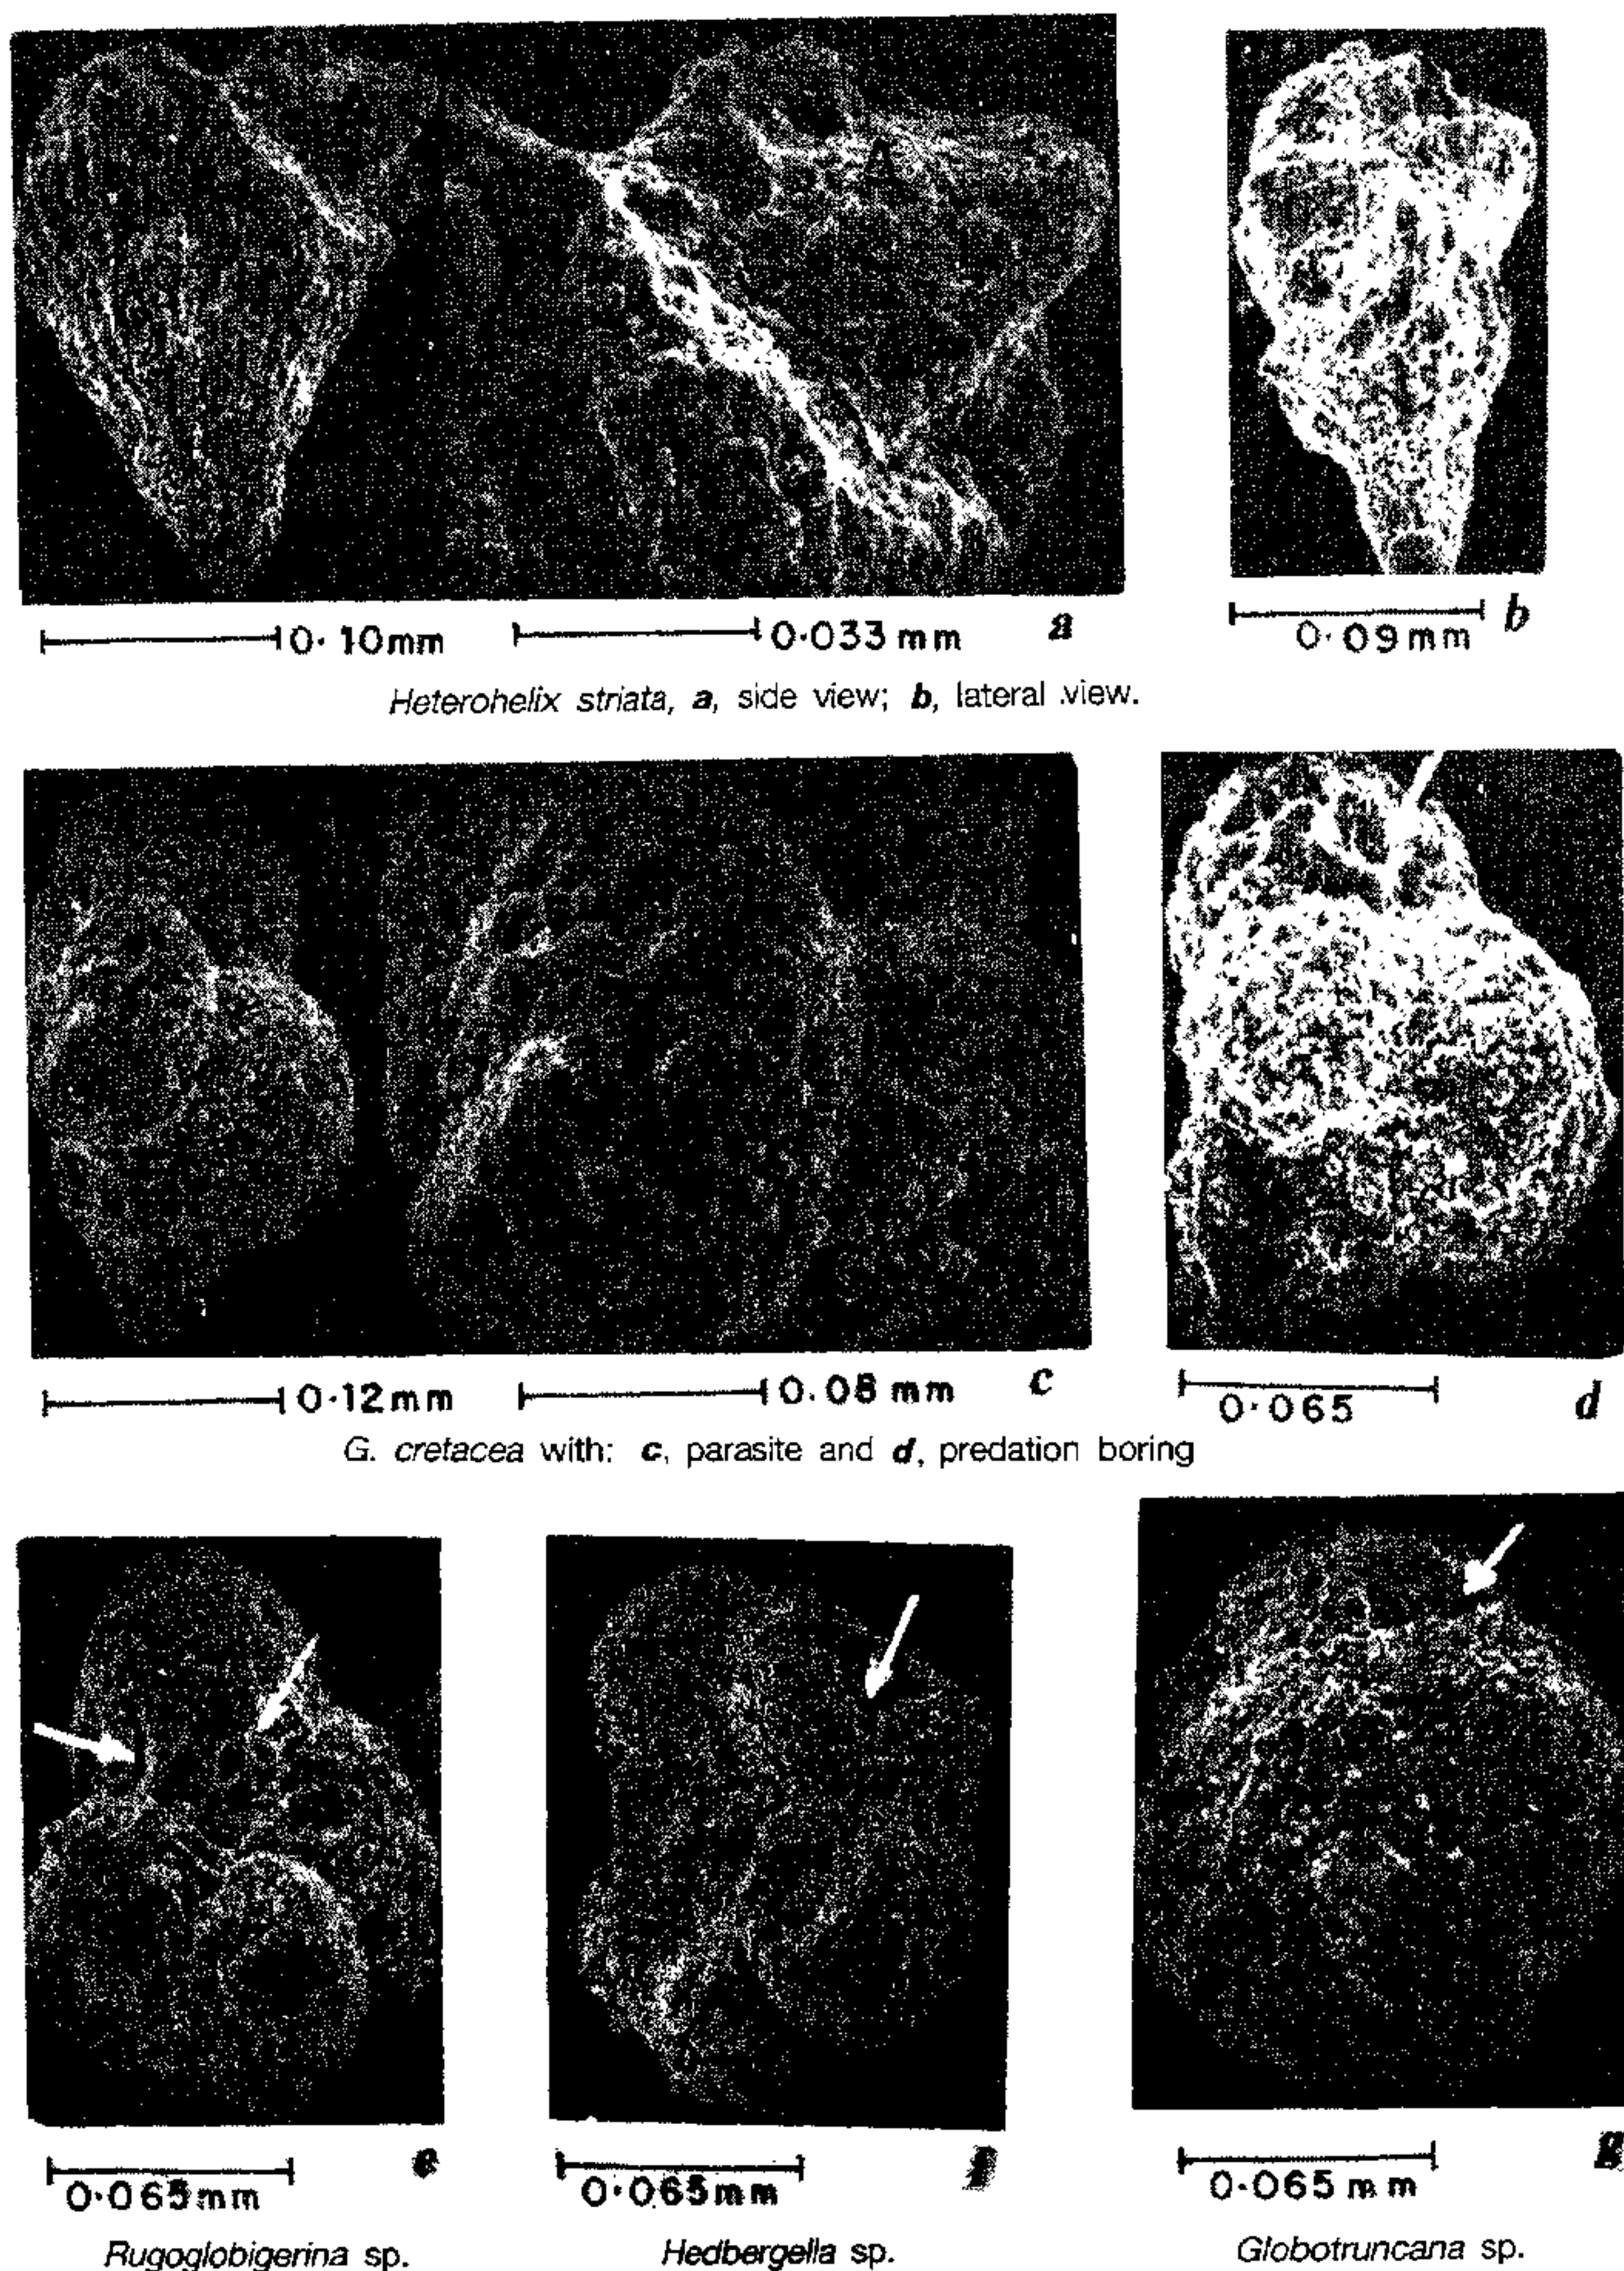 A
0.10mm 0.033 mm a
0.09mm b
Heterohelix striata, a, side view; b, lateral view.
0.12mm 0.08 mm c
0.065 d
G. cretacea with: c, parasite and d, predation boring
0.065mm e
0.065mm f
0.065 mm g
Rugoglobigerina sp. Hedbergella sp. Globotruncana sp.